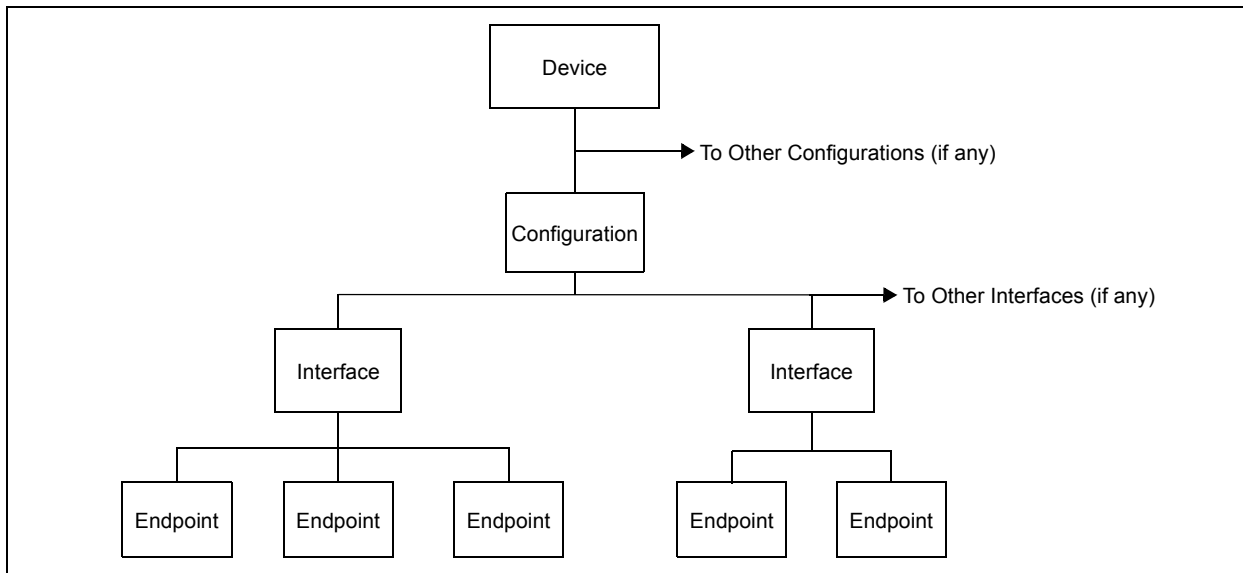 Device
To Other Configurations (if any)
Configuration
To Other Interfaces (if any)
Interface
Interface
Endpoint
Endpoint
Endpoint
Endpoint
Endpoint